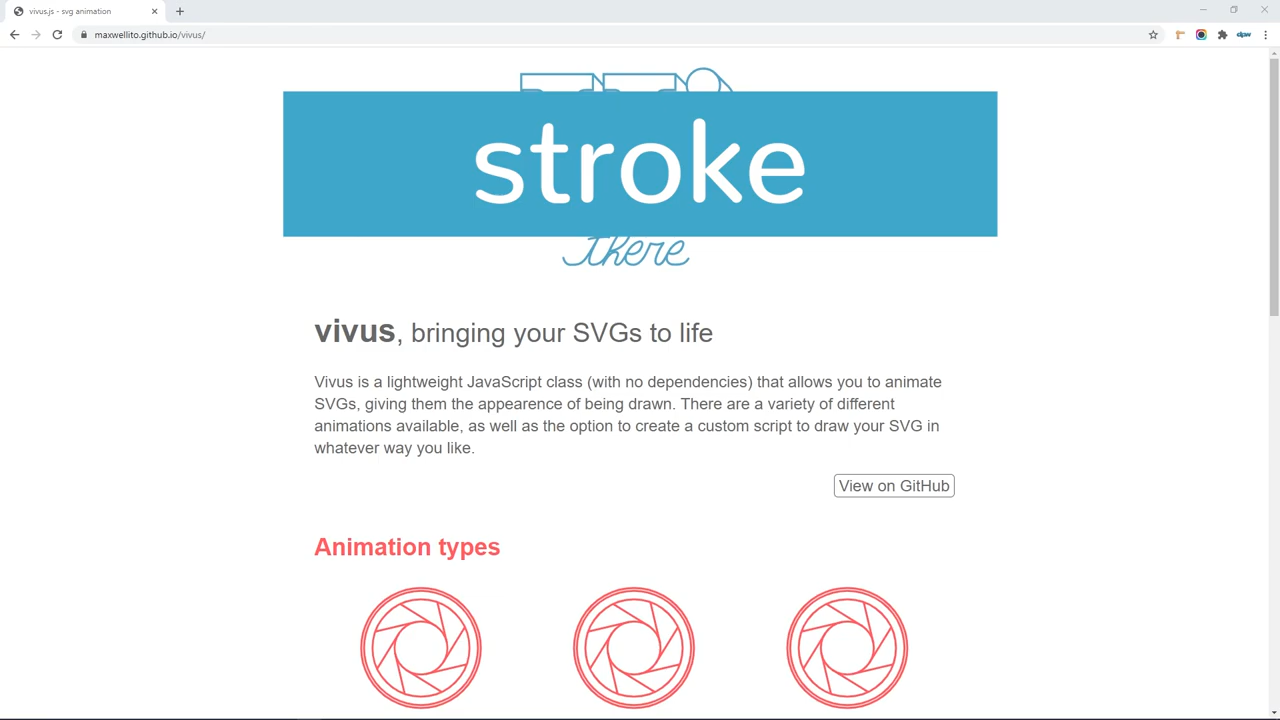 vivus.js - svg animation
maxwellito.github.io/vivus/
dpw
stroke
there
vivus, bringing your SVGs to life
Vivus is a lightweight JavaScript class (with no dependencies) that allows you to animate
SVGs, giving them the appearence of being drawn. There are a variety of different
animations available, as well as the option to create a custom script to draw your SVG in
whatever way you like.
View on GitHub
Animation types